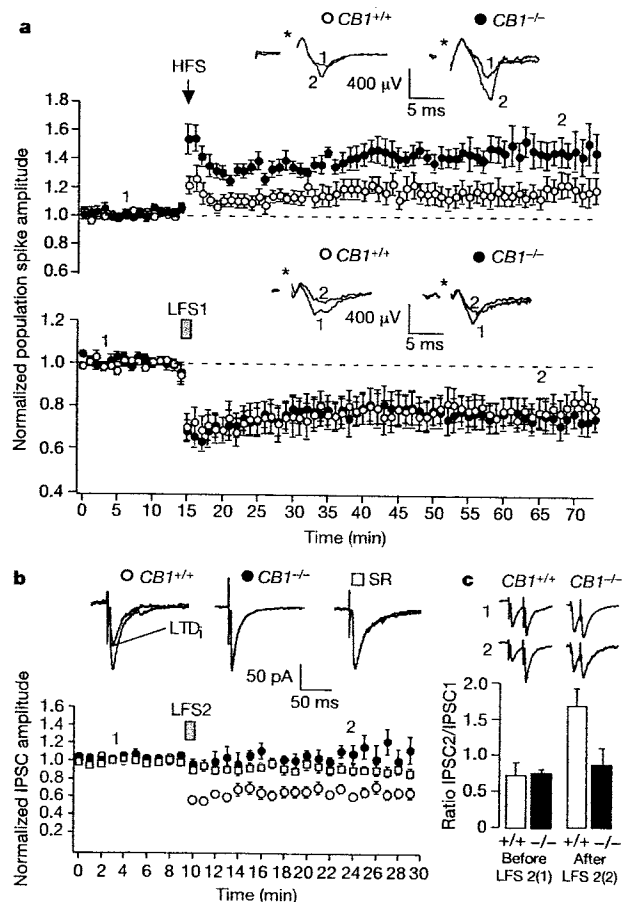 a
CB1+/+ CB1−/−
HFS
* 1 2 400 µV 5 ms * 1 2
Normalized population spike amplitude
1.8
1.6
1.4
1.2
1.0
0.8
0.6
1 2
* 2 1 400 µV 5 ms * 2 1
CB1+/+ CB1−/−
LFS1
1.2
1.0
0.8
0.6
0.4
1 2
0 5 10 15 20 25 30 35 40 45 50 55 60 65 70
Time (min)
b
CB1+/+ CB1−/− SR
LTDi
50 pA
50 ms
LFS2
Normalized IPSC amplitude
1.6
1.4
1.2
1.0
0.8
0.6
0.4
0.2
1 2
0 2 4 6 8 10 12 14 16 18 20 22 24 26 28 30
Time (min)
c
CB1+/+ CB1−/−
1
2
Ratio IPSC2/IPSC1
2.0
1.5
1.0
0.5
0
+/+ −/− +/+ −/−
Before After
LFS 2(1) LFS 2(2)